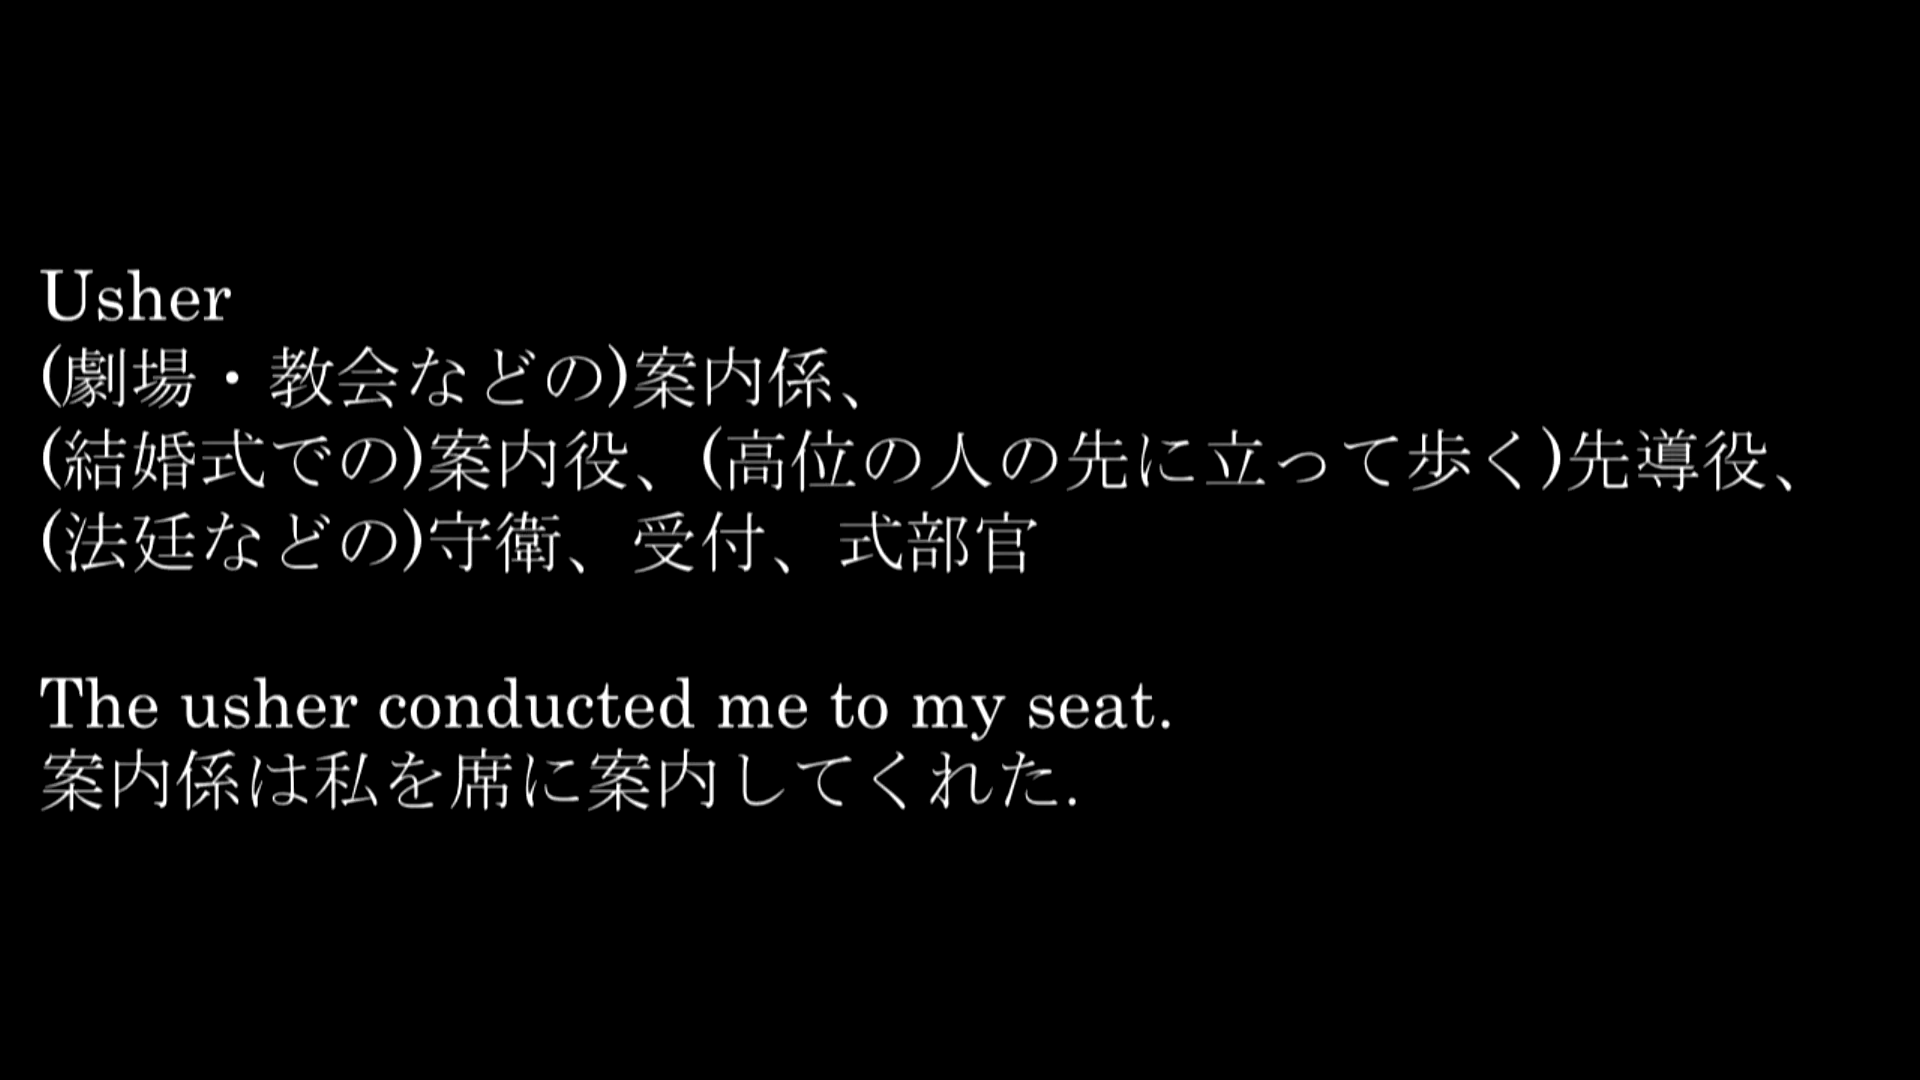 Usher
(劇場・教会などの)案内係、
(結婚式での)案内役、(高位の人の先に立って歩く)先導役、
(法廷などの)守衛、受付、式部官
The usher conducted me to my seat.
案内係は私を席に案内してくれた.